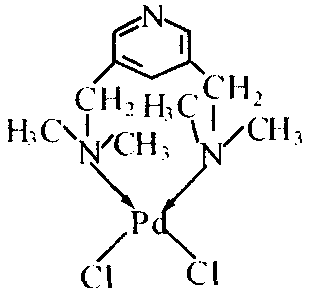 N
CH₂ H₃C CH₂
H₃C CH₃ CH₃
N N
Pd
Cl Cl